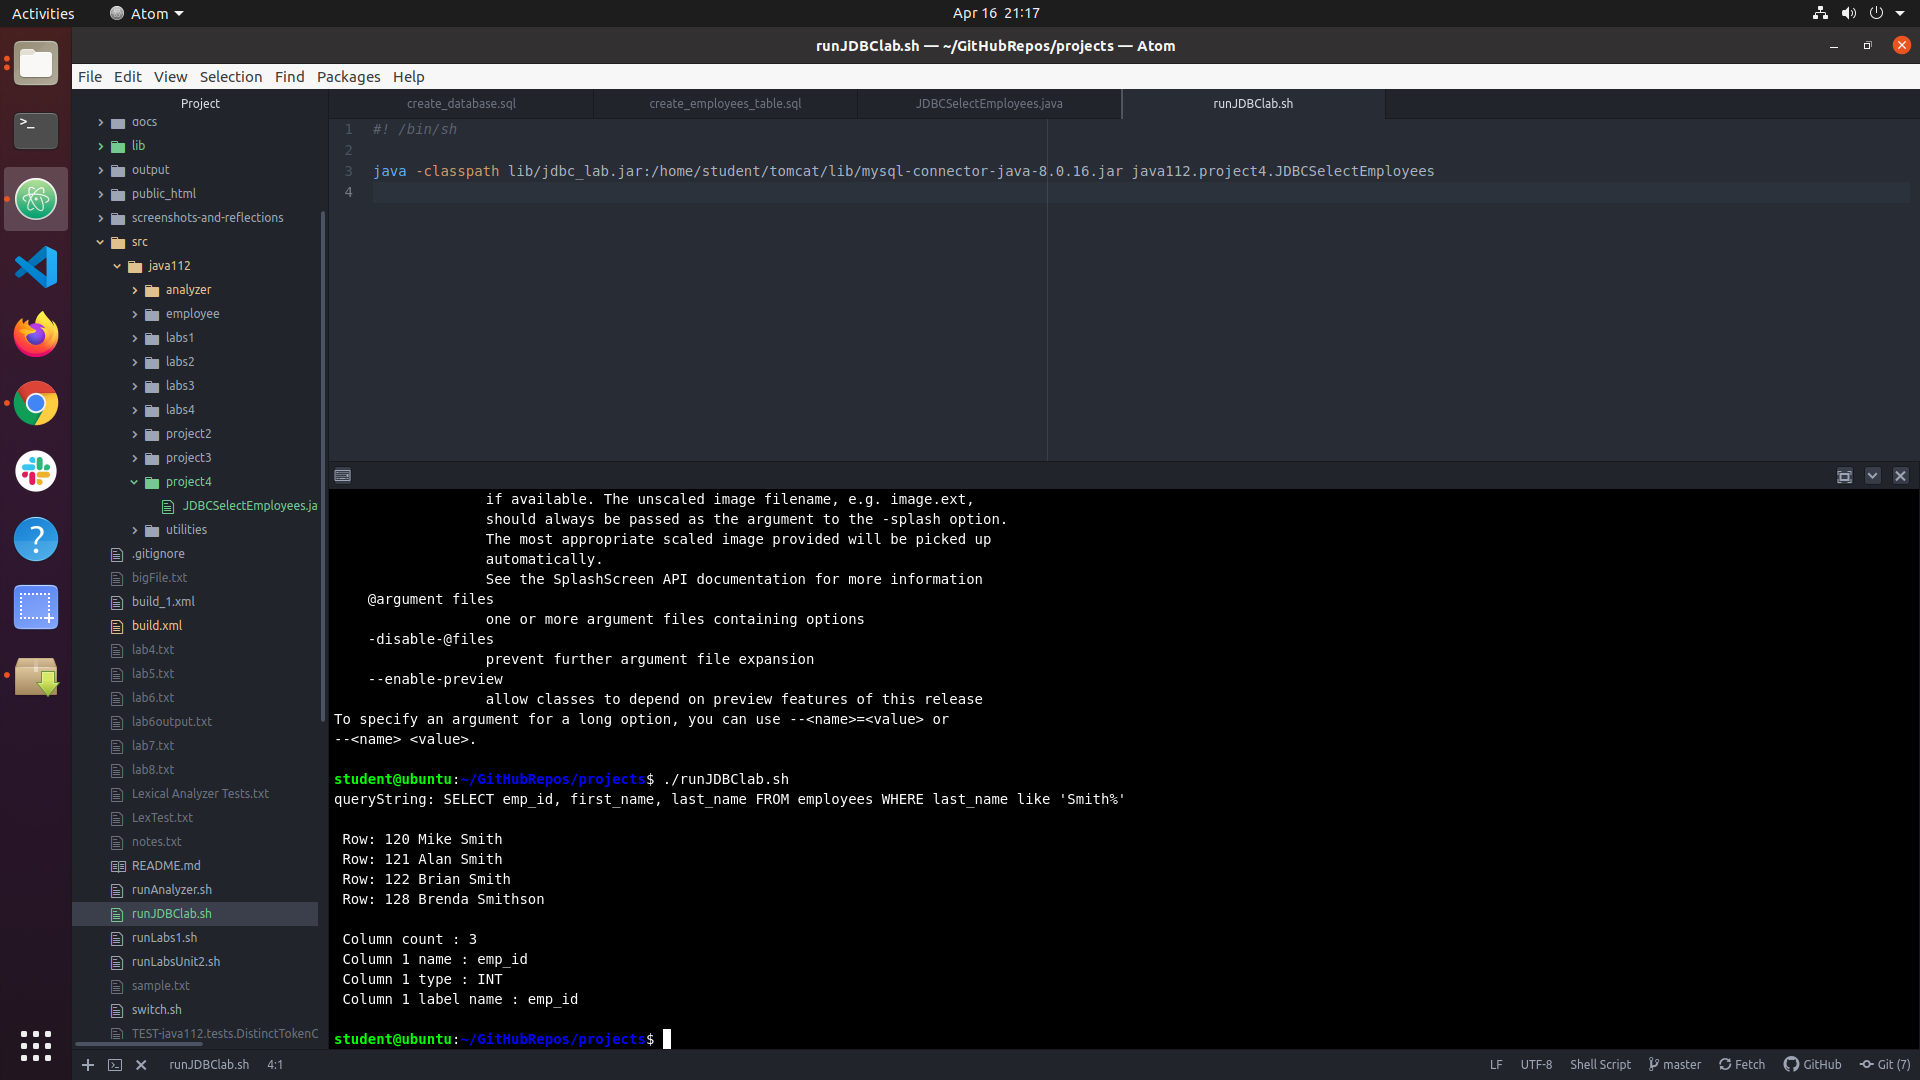 Activities
Atom
Apr 16 21:17
runJDBClab.sh — ~/GitHubRepos/projects — Atom
File Edit View Selection Find Packages Help
Project
docs
lib
output
public_html
screenshots-and-reflections
src
java112
analyzer
employee
labs1
labs2
labs3
labs4
project2
project3
project4
JDBCSelectEmployees.ja
utilities
.gitignore
bigFile.txt
build_1.xml
build.xml
lab4.txt
lab5.txt
lab6.txt
lab6output.txt
lab7.txt
lab8.txt
Lexical Analyzer Tests.txt
LexTest.txt
notes.txt
README.md
runAnalyzer.sh
runJDBClab.sh
runLabs1.sh
runLabsUnit2.sh
sample.txt
switch.sh
TEST-java112.tests.DistinctTokenC
create_database.sql
create_employees_table.sql
JDBCSelectEmployees.java
runJDBClab.sh
1 #! /bin/sh
2
3 java -classpath lib/jdbc_lab.jar:/home/student/tomcat/lib/mysql-connector-java-8.0.16.jar java112.project4.JDBCSelectEmployees
4
if available. The unscaled image filename, e.g. image.ext,
should always be passed as the argument to the -splash option.
The most appropriate scaled image provided will be picked up
automatically.
See the SplashScreen API documentation for more information
@argument files
one or more argument files containing options
-disable-@files
prevent further argument file expansion
--enable-preview
allow classes to depend on preview features of this release
To specify an argument for a long option, you can use --<name>=<value> or
--<name> <value>.
student@ubuntu:~/GitHubRepos/projects$ ./runJDBClab.sh
queryString: SELECT emp_id, first_name, last_name FROM employees WHERE last_name like 'Smith%'
Row: 120 Mike Smith
Row: 121 Alan Smith
Row: 122 Brian Smith
Row: 128 Brenda Smithson
Column count : 3
Column 1 name : emp_id
Column 1 type : INT
Column 1 label name : emp_id
student@ubuntu:~/GitHubRepos/projects$
runJDBClab.sh 4:1
LF UTF-8 Shell Script master Fetch GitHub Git (7)